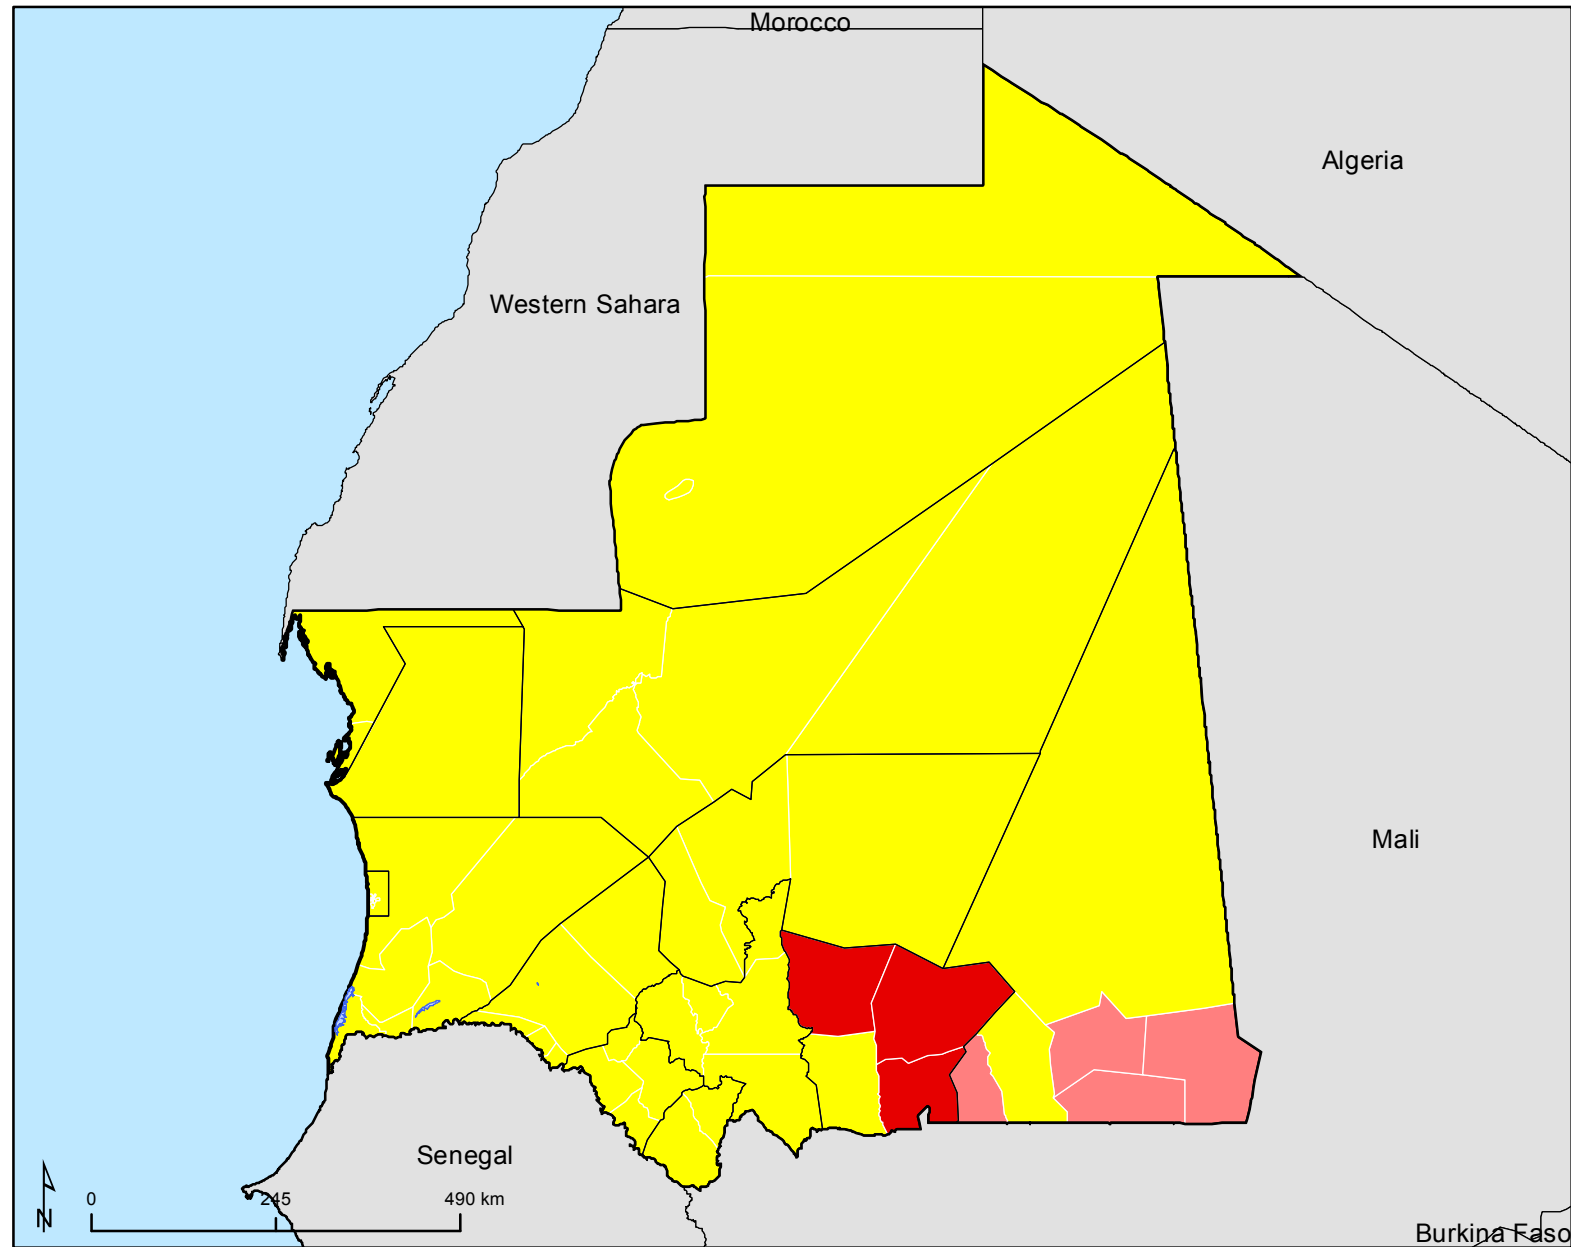 Morocco
Algeria
Western Sahara
Mali
Senegal
0 245 490 km
N
Burkina Faso